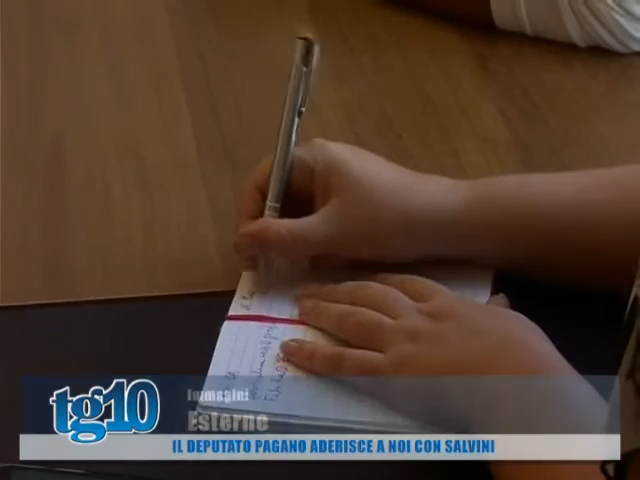 tg10
Immagini
Esterne
IL DEPUTATO PAGANO ADERISCE A NOI CON SALVINI